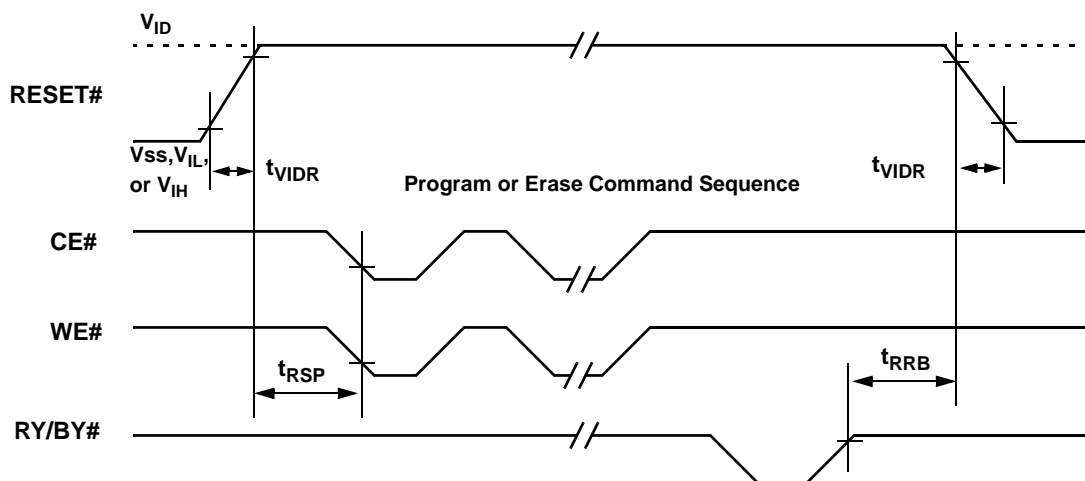 VID
RESET#
Vss,VIL,
or VIH
tVIDR
Program or Erase Command Sequence
tVIDR
CE#
WE#
tRSP
tRRB
RY/BY#